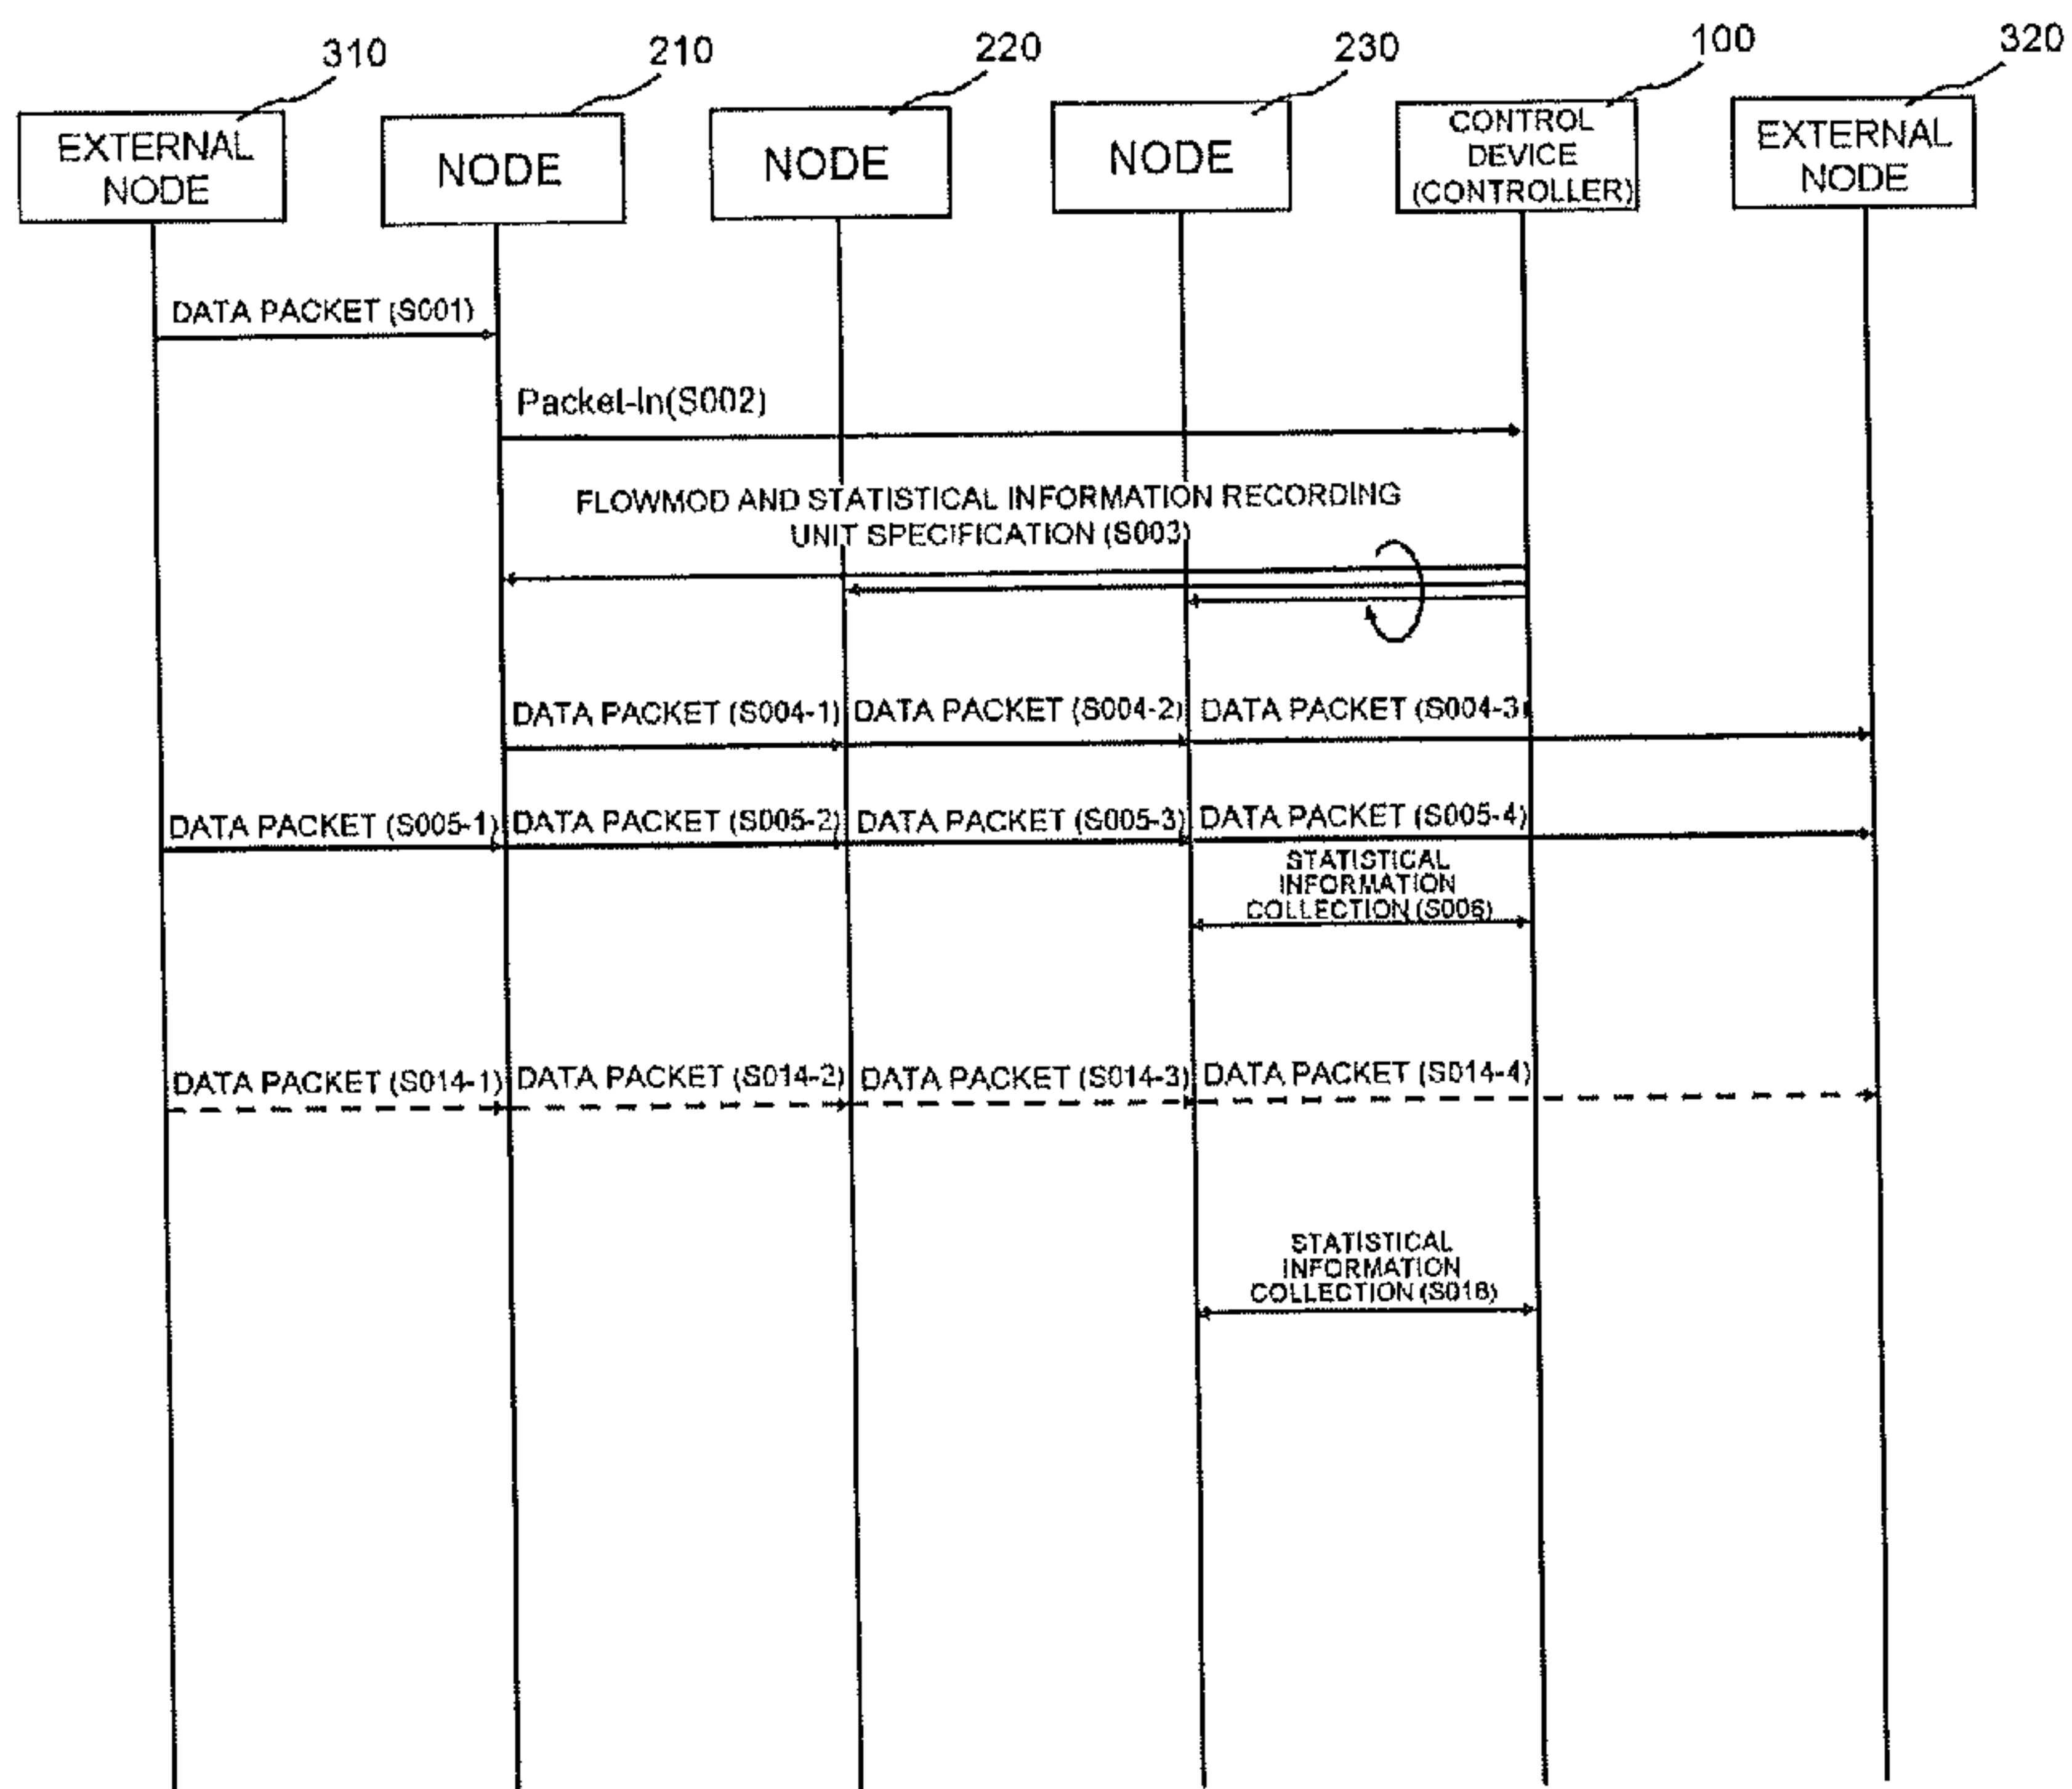 310
210
220
230
100
320
EXTERNAL
NODE
NODE
NODE
NODE
CONTROL
DEVICE
(CONTROLLER)
EXTERNAL
NODE
DATA PACKET (S001)
Packet-In(S002)
FLOWMOD AND STATISTICAL INFORMATION RECORDING
UNIT SPECIFICATION (S003)
DATA PACKET (S004-1)
DATA PACKET (S004-2)
DATA PACKET (S004-3)
DATA PACKET (S005-1)
DATA PACKET (S005-2)
DATA PACKET (S005-3)
DATA PACKET (S005-4)
STATISTICAL
INFORMATION
COLLECTION (S006)
DATA PACKET (S014-1)
DATA PACKET (S014-2)
DATA PACKET (S014-3)
DATA PACKET (S014-4)
STATISTICAL
INFORMATION
COLLECTION (S016)